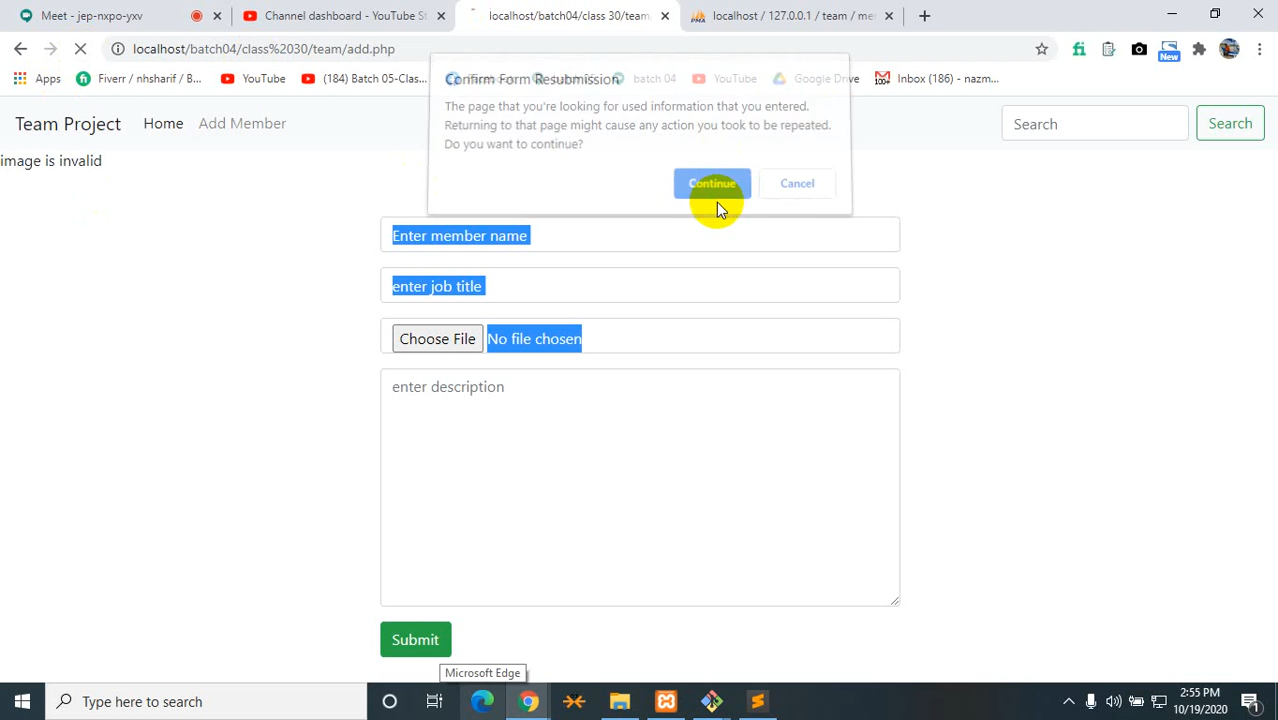 Meet - jep-nxpo-yxv
Channel dashboard - YouTube St
localhost/batch04/class 30/team
localhost / 127.0.0.1 / team / me
localhost/batch04/class%2030/team/add.php
New
Apps
Fiverr / nhsharif / B...
YouTube
(184) Batch 05-Clas...
batch 04
YouTube
Google Drive
100+
Inbox (186) - nazm...
Confirm Form Resubmission
The page that you're looking for used information that you entered.
Returning to that page might cause any action you took to be repeated.
Do you want to continue?
Continue
Cancel
Team Project
Home
Add Member
Search
Search
image is invalid
Enter member name
enter job title
Choose File
No file chosen
enter description
Submit
Microsoft Edge
Type here to search
2:55 PM
10/19/2020
1